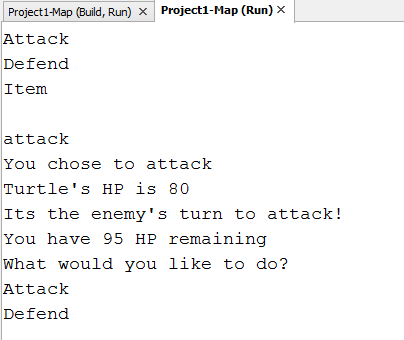 Project1-Map (Build, Run) × Project1-Map (Run) ×
Attack
Defend
Item
attack
You chose to attack
Turtle's HP is 80
Its the enemy's turn to attack!
You have 95 HP remaining
What would you like to do?
Attack
Defend